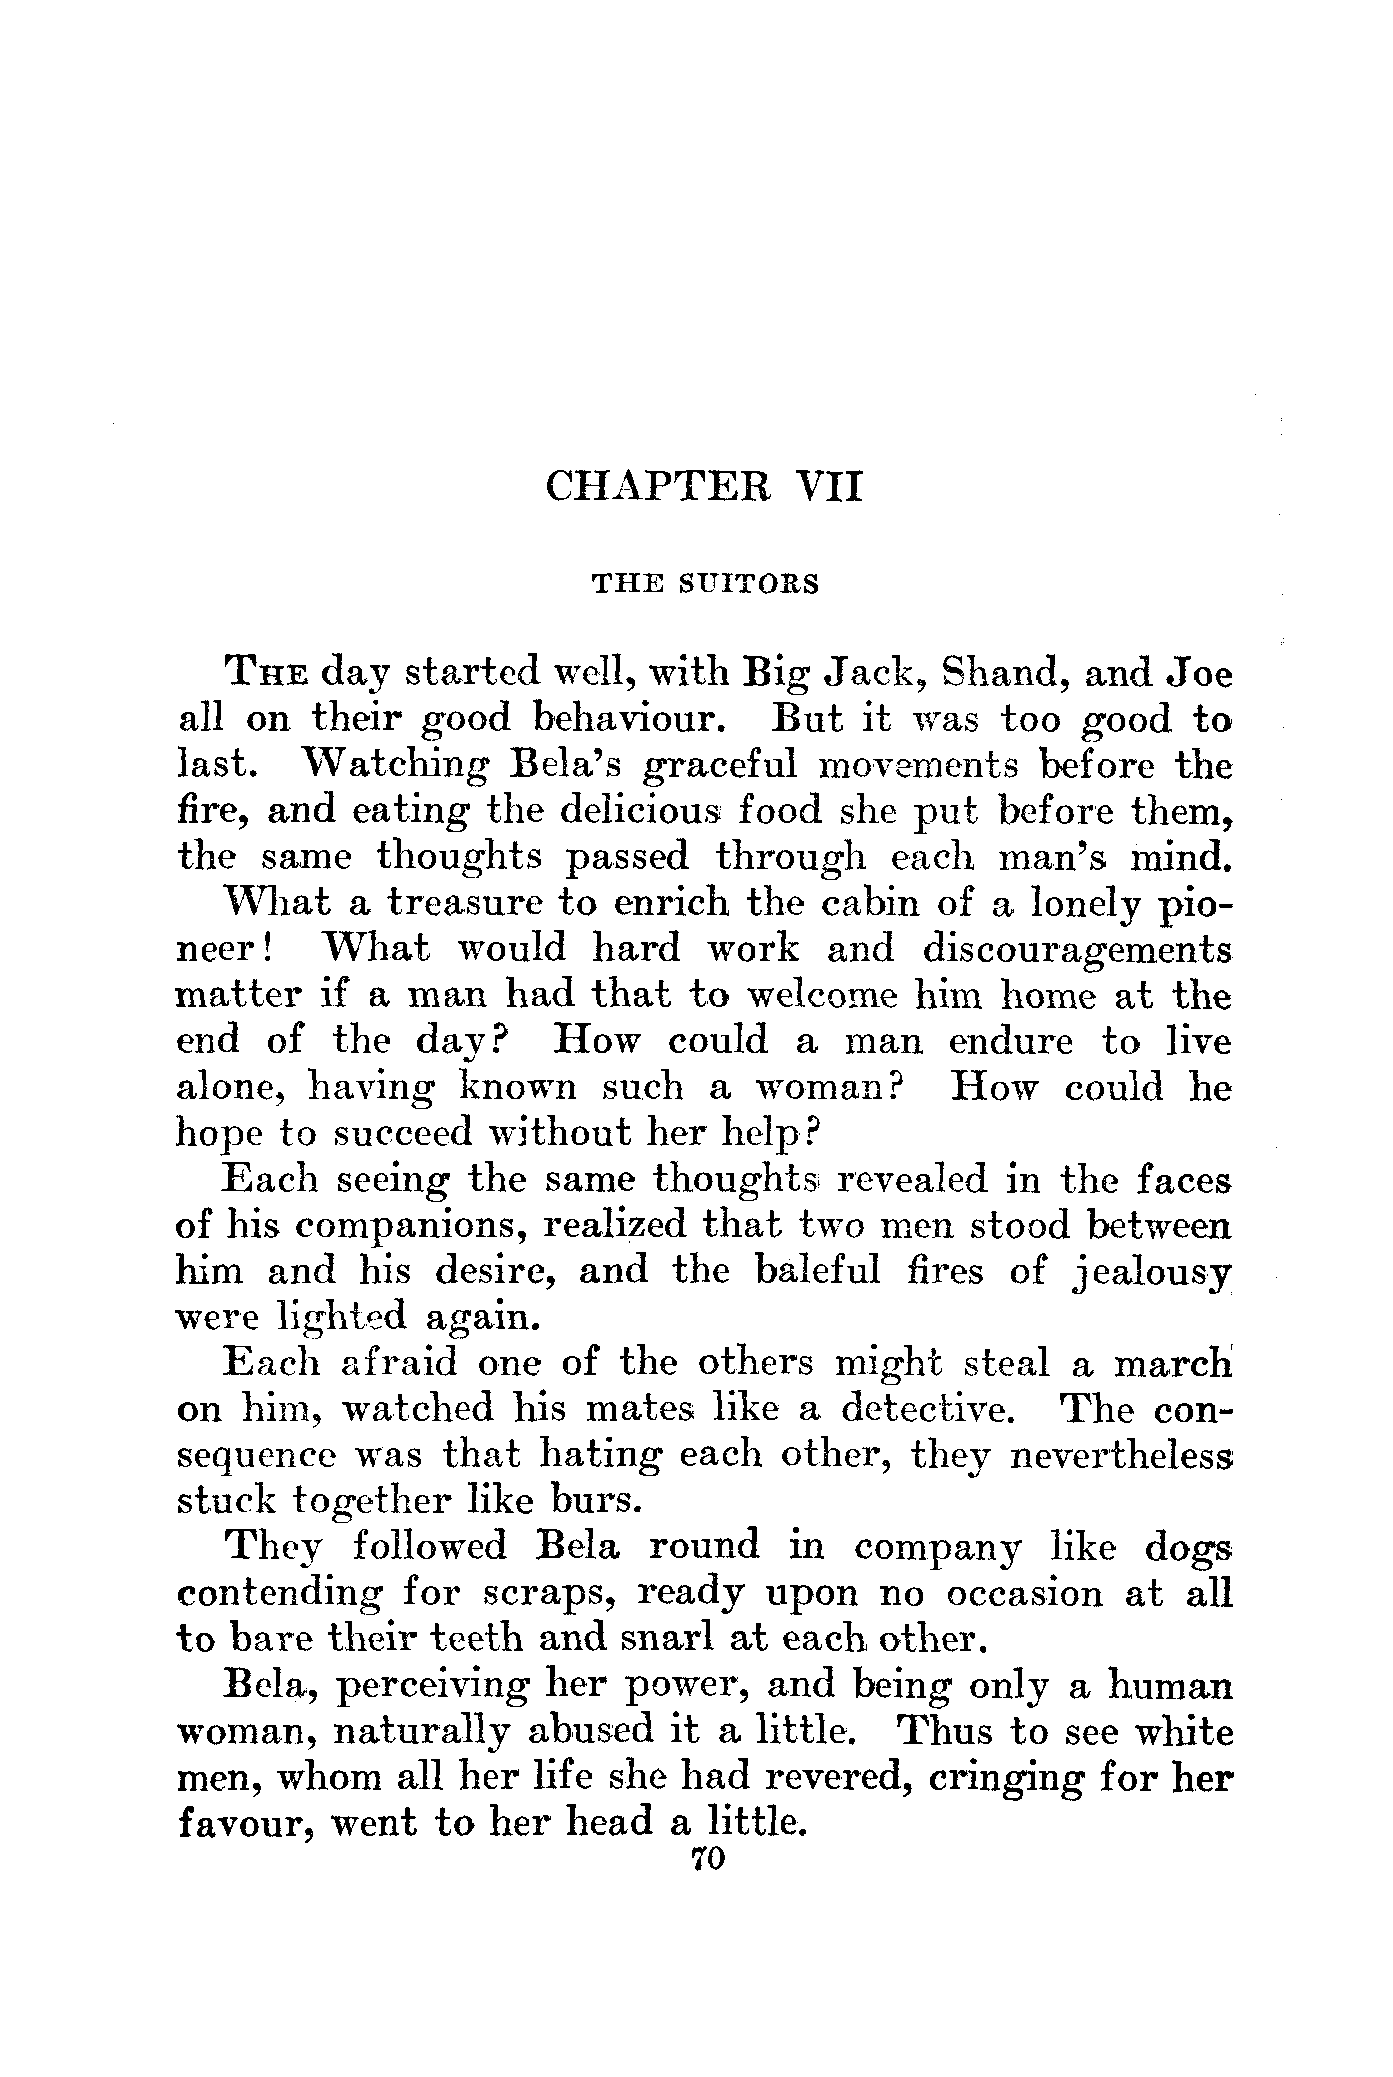 CHAPTER VII
THE SUITORS
THE day started well, with Big Jack, Shand, and Joe
all on their good behaviour. But it was too good to
last. Watching Bela's graceful movements before the
fire, and eating the delicious food she put before them,
the same thoughts passed through each man's mind.
What a treasure to enrich the cabin of a lonely pio-
neer! What would hard work and discouragements
matter if a man had that to welcome him home at the
end of the day? How could a man endure to live
alone, having known such a woman? How could he
hope to succeed without her help?
Each seeing the same thoughts revealed in the faces
of his companions, realized that two men stood between
him and his desire, and the baleful fires of jealousy
were lighted again.
Each afraid one of the others might steal a march
on him, watched his mates like a detective. The con-
sequence was that hating each other, they nevertheless
stuck together like burs.
They followed Bela round in company like dogs
contending for scraps, ready upon no occasion at all
to bare their teeth and snarl at each other.
Bela, perceiving her power, and being only a human
woman, naturally abused it a little. Thus to see white
men, whom all her life she had revered, cringing for her
favour, went to her head a little.
70